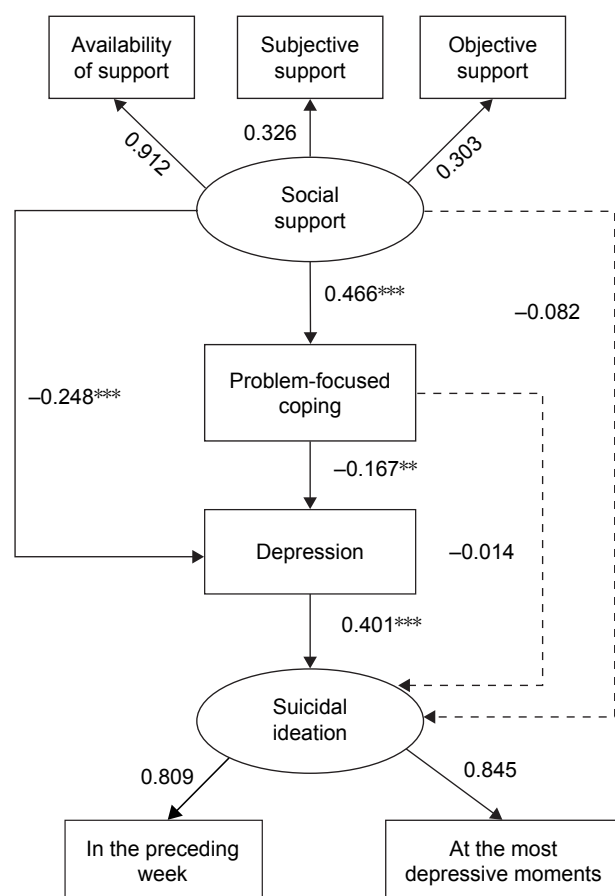 Availability
of support
Subjective
support
Objective
support
0.912
0.326
0.303
Social
support
0.466***
–0.082
Problem-focused
coping
–0.248***
–0.167**
Depression
–0.014
0.401***
Suicidal
ideation
0.809
0.845
In the preceding
week
At the most
depressive moments